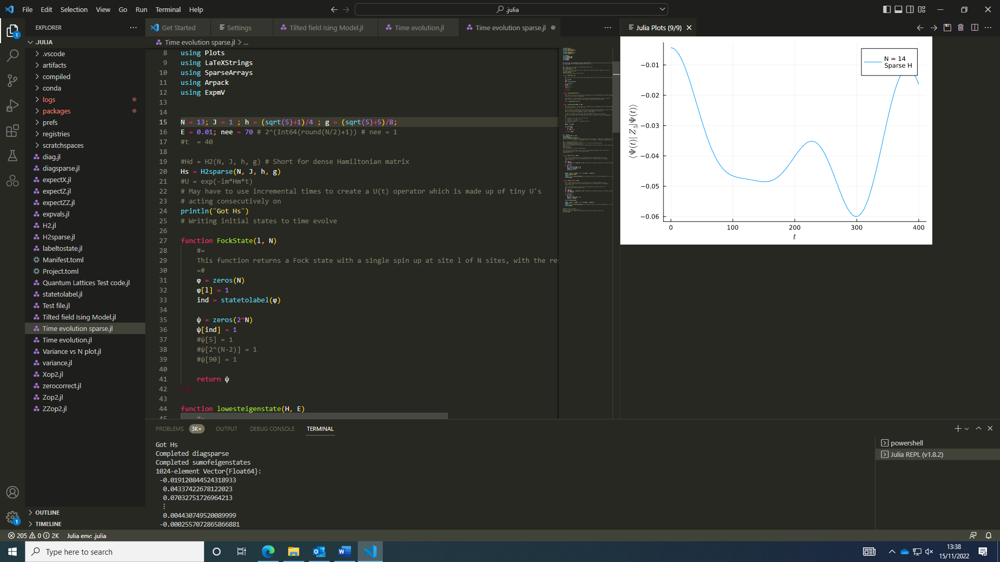 File Edit Selection View Go Run Terminal Help
.julia
EXPLORER
.JULIA
.vscode
artifacts
compiled
conda
logs
packages
prefs
registries
scratchspaces
diag.jl
diagsparse.jl
expectX.jl
expectZ.jl
expectZZ.jl
expvals.jl
H2.jl
H2sparse.jl
labeltostate.jl
Manifest.toml
Project.toml
Quantum Lattices Test code.jl
statetolabel.jl
Test file.jl
Tilted field Ising Model.jl
Time evolution sparse.jl
Time evolution.jl
Variance vs N plot.jl
variance.jl
Xop2.jl
zerocorrect.jl
Zop2.jl
ZZop2.jl
OUTLINE
TIMELINE
Get Started Settings Tilted field Ising Model.jl Time evolution.jl Time evolution sparse.jl
Time evolution sparse.jl > ...
8 using Plots
9 using LaTeXStrings
10 using SparseArrays
11 using Arpack
12 using ExpmV
13
14
15 N = 13; J = 1 ; h = (sqrt(5)+1)/4 ; g = (sqrt(5)+5)/8;
16 E = 0.01; nee = 70 # 2^(Int64(round(N/2)+1)) # nee = 1
17 #t  = 40
18
19 #Hd = H2(N, J, h, g) # Short for dense Hamiltonian matrix
20 Hs = H2sparse(N, J, h, g)
21 #U = exp(-im*Hm*t)
22 # May have to use incremental times to create a U(t) operator which is made up of tiny U's
23 # acting consecutively on
24 println("Got Hs")
25 # Writing initial states to time evolve
26
27 function FockState(l, N)
28 #=
29 This function returns a Fock state with a single spin up at site l of N sites, with the re
30 =#
31 φ = zeros(N)
32 φ[l] = 1
33 ind = statetolabel(φ)
34
35 ψ = zeros(2^N)
36 ψ[ind] = 1
37 #ψ[5] = 1
38 #ψ[2^(N-2)] = 1
39 #ψ[90] = 1
40
41 return ψ
42 end
43
44 function lowesteigenstate(H, E)
45 #=
Julia Plots (9/9)
N = 14
Sparse H
−0.01
−0.02
−0.03
−0.04
−0.05
−0.06
⟨Ψ(t)| Z₅|Ψ(t)⟩
0 100 200 300 400
t
PROBLEMS 3K+ OUTPUT DEBUG CONSOLE TERMINAL
Got Hs
Completed diagsparse
Completed sumofeigenstates
1024-element Vector{Float64}:
-0.019120844524318933
0.04337422678122023
0.07032751726964213
⋮
0.004430749520089999
-0.0002557072865866881
powershell
Julia REPL (v1.8.2)
1
1
205 0 2K Julia env: .julia
Type here to search
13:38
15/11/2022